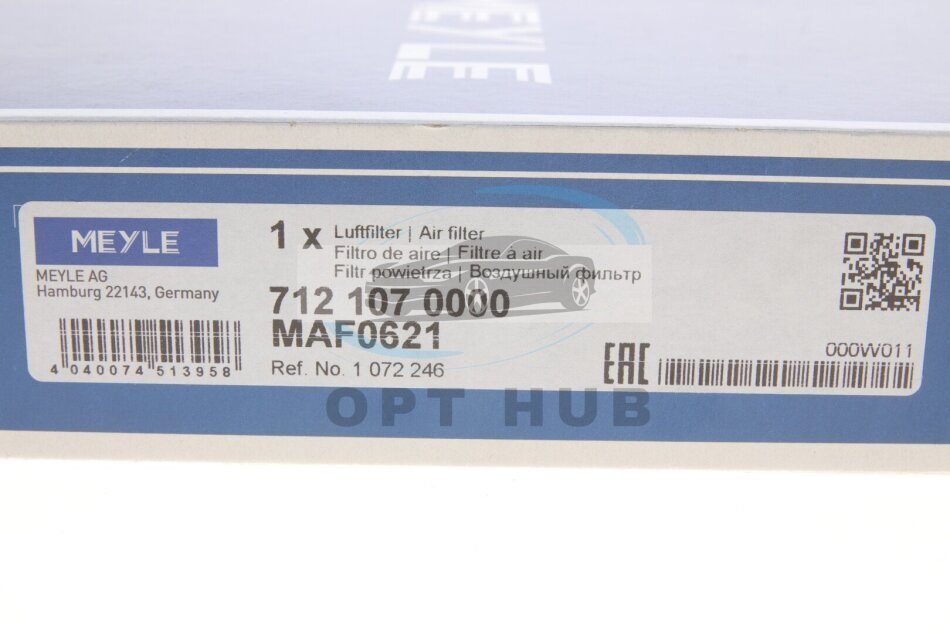 MEYLE
MEYLE
MEYLE AG
Hamburg 22143, Germany
4 040074 513958
1 x Luftfilter | Air filter
Filtro de aire | Filtre à air
Filtr powietrza | Воздушный фильтр
712 107 0000
MAF0621
Ref. No. 1 072 246
EAC
000W011
OPT HUB